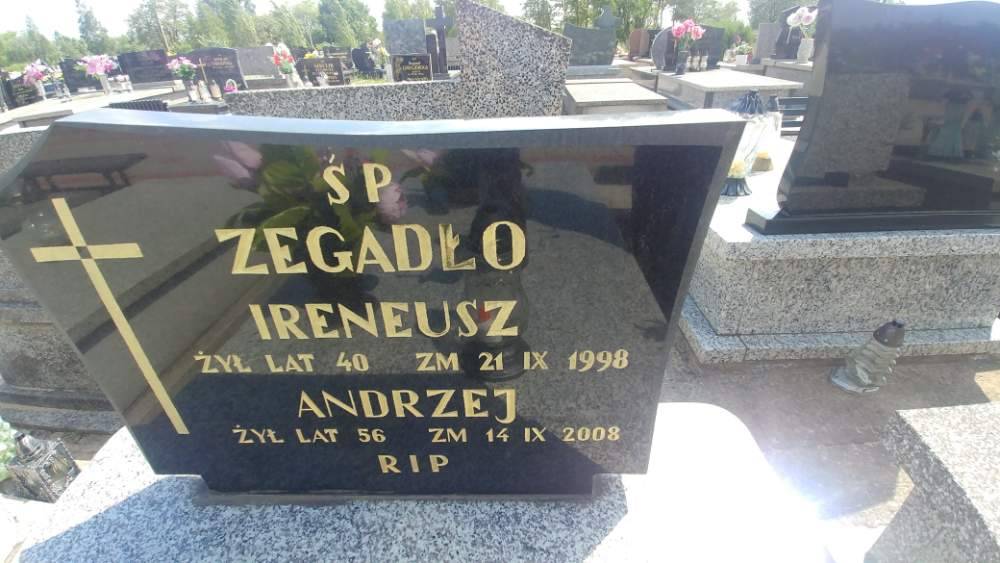 ŚP
ZEGADŁO
IRENEUSZ
ŻYŁ LAT 40 ZM 21 IX 1998
ANDRZEJ
ŻYŁ LAT 56 ZM 14 IX 2008
RIP